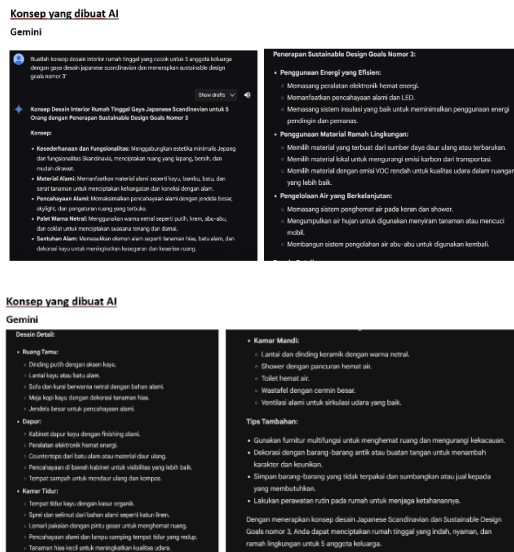 Konsep yang dibuat AI
Gemini
Buatlah konsep desain interior rumah tinggal yang cocok untuk 5 anggota keluarga
dengan gaya desain japanese scandinavian dan menerapkan sustainable design
goals nomor 3"
Show drafts
Konsep Desain Interior Rumah Tinggal Gaya Japanese Scandinavian untuk 5
Orang dengan Penerapan Sustainable Design Goals Nomor 3
Konsep:
• Kesederhanaan dan Fungsionalitas: Menggabungkan estetika minimalis Jepang
dan fungsionalitas Skandinavia, menciptakan ruang yang lapang, bersih, dan
mudah dirawat.
• Material Alami: Memanfaatkan material alami seperti kayu, bambu, batu, dan
serat tanaman untuk menciptakan kehangatan dan koneksi dengan alam.
• Pencahayaan Alami: Maksimalkan pencahayaan alami dengan jendela besar,
skylight, dan pengaturan ruang yang terbuka.
• Palet Warna Netral: Menggunakan warna netral seperti putih, krem, abu-abu,
dan coklat untuk menciptakan suasana tenang dan damai.
• Sentuhan Alam: Memasukkan elemen alam seperti tanaman hias, batu alam, dan
dekorasi kayu untuk meningkatkan kesegaran dan keasrian ruang.
Penerapan Sustainable Design Goals Nomor 3:
• Penggunaan Energi yang Efisien:
◦ Memasang peralatan elektronik hemat energi.
◦ Memanfaatkan pencahayaan alami dan LED.
◦ Memasang sistem insulasi yang baik untuk meminimalkan penggunaan energi
pendingin dan pemanas.
• Penggunaan Material Ramah Lingkungan:
◦ Memilih material yang terbuat dari sumber daya daur ulang atau terbarukan.
◦ Memilih material lokal untuk mengurangi emisi karbon dari transportasi.
◦ Memilih material dengan emisi VOC rendah untuk kualitas udara dalam ruangan
yang lebih baik.
• Pengelolaan Air yang Berkelanjutan:
◦ Memasang sistem penghemat air pada keran dan shower.
◦ Mengumpulkan air hujan untuk digunakan menyiram tanaman atau mencuci
mobil.
◦ Membangun sistem pengolahan air abu-abu untuk digunakan kembali.
Konsep yang dibuat AI
Gemini
Desain Detail:
• Ruang Tamu:
◦ Dinding putih dengan aksen kayu.
◦ Lantai kayu atau batu alam.
◦ Sofa dan kursi berwarna netral dengan bahan alami.
◦ Meja kopi kayu dengan dekorasi tanaman hias.
◦ Jendela besar untuk pencahayaan alami.
• Dapur:
◦ Kabinet dapur kayu dengan finishing alami.
◦ Peralatan elektronik hemat energi.
◦ Countertops dari batu alam atau material daur ulang.
◦ Pencahayaan di bawah kabinet untuk visibilitas yang lebih baik.
◦ Tempat sampah untuk mendaur ulang dan kompos.
• Kamar Tidur:
◦ Tempat tidur kayu dengan kasur organik.
◦ Sprei dan selimut dari bahan alami seperti katun linen.
◦ Lemari pakaian dengan pintu geser untuk menghemat ruang.
◦ Pencahayaan alami dan lampu samping tempat tidur yang redup.
◦ Tanaman hias kecil untuk meningkatkan kualitas udara.
• Kamar Mandi:
◦ Lantai dan dinding keramik dengan warna netral.
◦ Shower dengan pancuran hemat air.
◦ Toilet hemat air.
◦ Wastafel dengan cermin besar.
◦ Ventilasi alami untuk sirkulasi udara yang baik.
Tips Tambahan:
• Gunakan furnitur multifungsi untuk menghemat ruang dan mengurangi kekacauan.
• Dekorasi dengan barang-barang antik atau buatan tangan untuk menambah
karakter dan keunikan.
• Simpan barang-barang yang tidak terpakai dan sumbangkan atau jual kepada
yang membutuhkan.
• Lakukan perawatan rutin pada rumah untuk menjaga ketahanannya.
Dengan menerapkan konsep desain Japanese Scandinavian dan Sustainable Design
Goals nomor 3, Anda dapat menciptakan rumah tinggal yang indah, nyaman, dan
ramah lingkungan untuk 5 anggota keluarga.